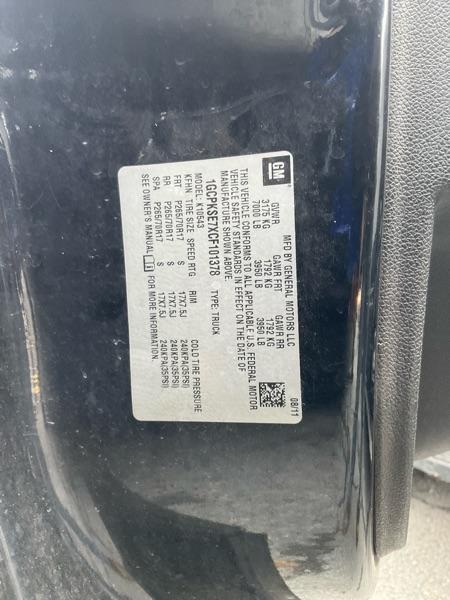 GM
MFD BY GENERAL MOTORS LLC 08/11
GVWR GAWR FRT GAWR RR
3175 KG 1792 KG 1792 KG
7000 LB 3950 LB 3950 LB
THIS VEHICLE CONFORMS TO ALL APPLICABLE U.S. FEDERAL MOTOR
VEHICLE SAFETY STANDARDS IN EFFECT ON THE DATE OF
MANUFACTURE SHOWN ABOVE.
1GCPKSE7XCF101378 TYPE: TRUCK
MODEL: K10543
KFHN TIRE SIZE SPEED RTG RIM COLD TIRE PRESSURE
FRT P265/70R17 S 17X7.5J 240KPA(35PSI)
RR P265/70R17 S 17X7.5J 240KPA(35PSI)
SPA P265/70R17 S 17X7.5J 240KPA(35PSI)
SEE OWNER'S MANUAL FOR MORE INFORMATION.